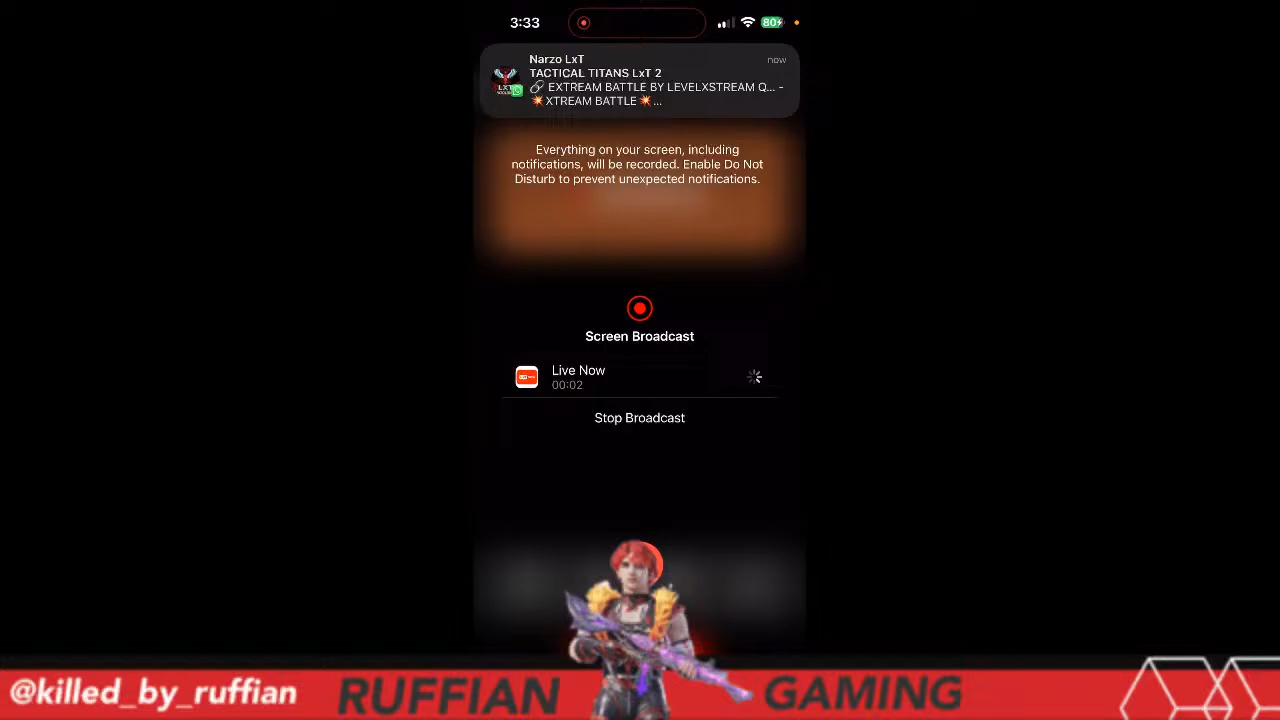 3:33
80
Narzo LxT
now
TACTICAL TITANS LxT 2
🔗 EXTREAM BATTLE BY LEVELXSTREAM Q... -
💥XTREAM BATTLE 💥...
Everything on your screen, including
notifications, will be recorded. Enable Do Not
Disturb to prevent unexpected notifications.
Screen Broadcast
Live Now
00:02
Stop Broadcast
@killed_by_ruffian RUFFIAN GAMING